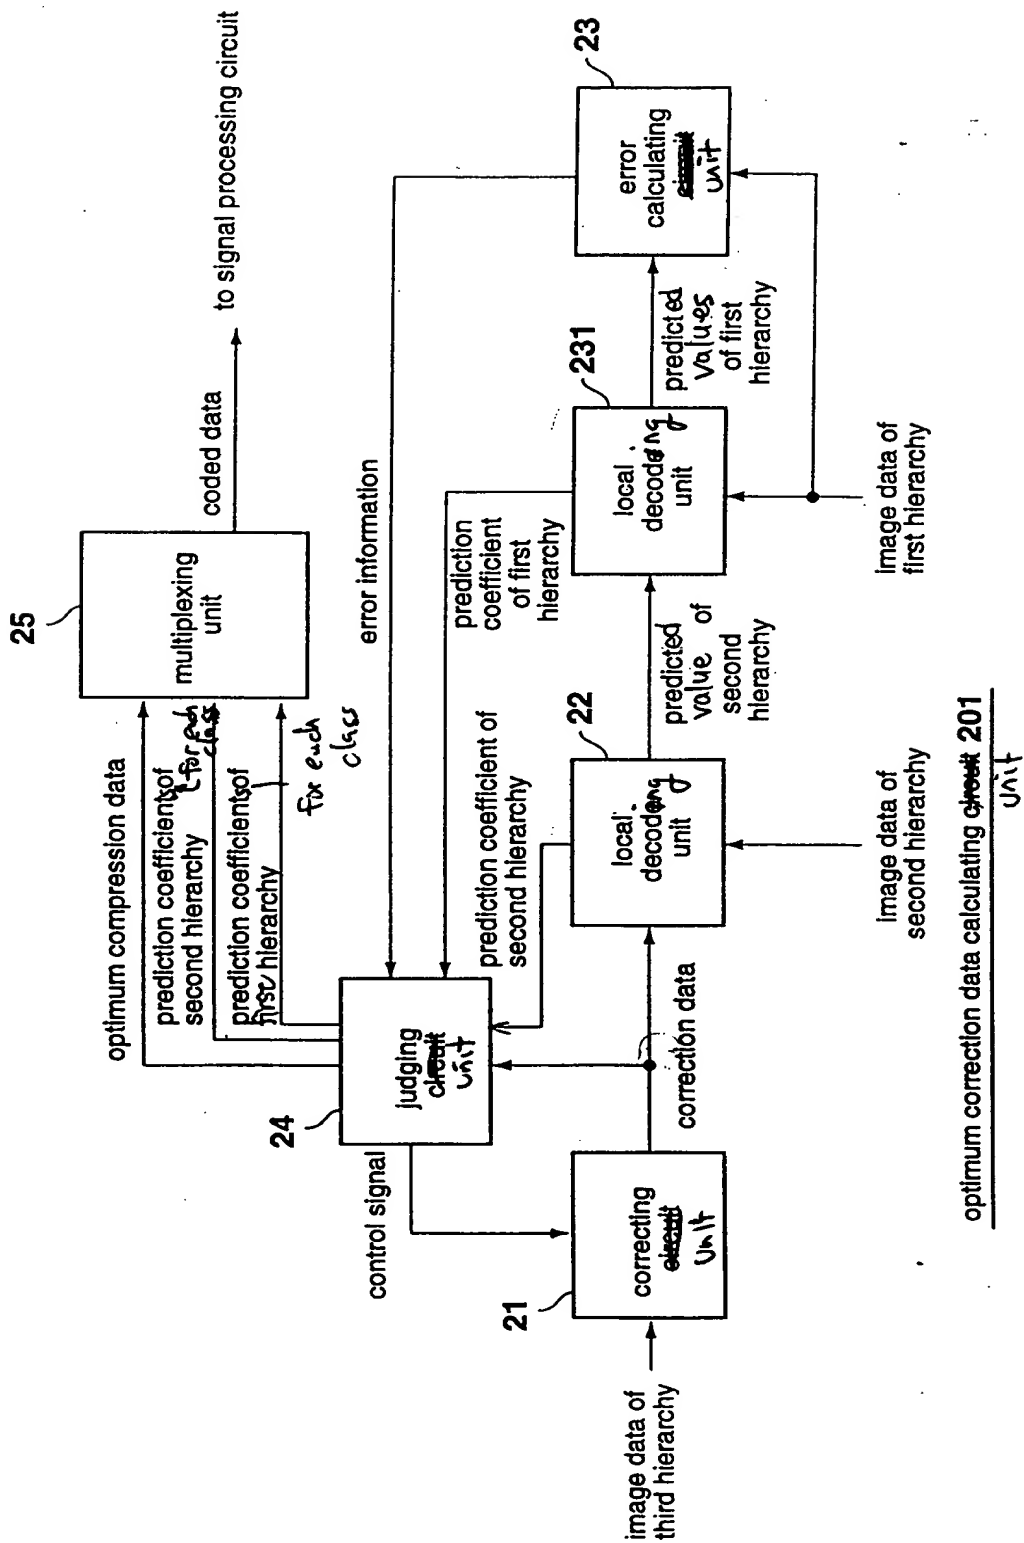 25
multiplexing
unit
coded data
to signal processing circuit
optimum compression data
prediction coefficients of
second hierarchy
for each
class
prediction coefficients of
first hierarchy
for each
class
error information
24
judging
circuit
unit
control signal
prediction coefficient of
second hierarchy
prediction
coefficient
of first
hierarchy
image data of
third hierarchy
21
correcting
circuit
unit
correction data
22
local
decoding
unit
predicted
value of
second
hierarchy
231
local
decoding
unit
predicted
values
of first
hierarchy
23
error
calculating
circuit
unit
image data of
second hierarchy
image data of
first hierarchy
optimum correction data calculating circuit 201
unit